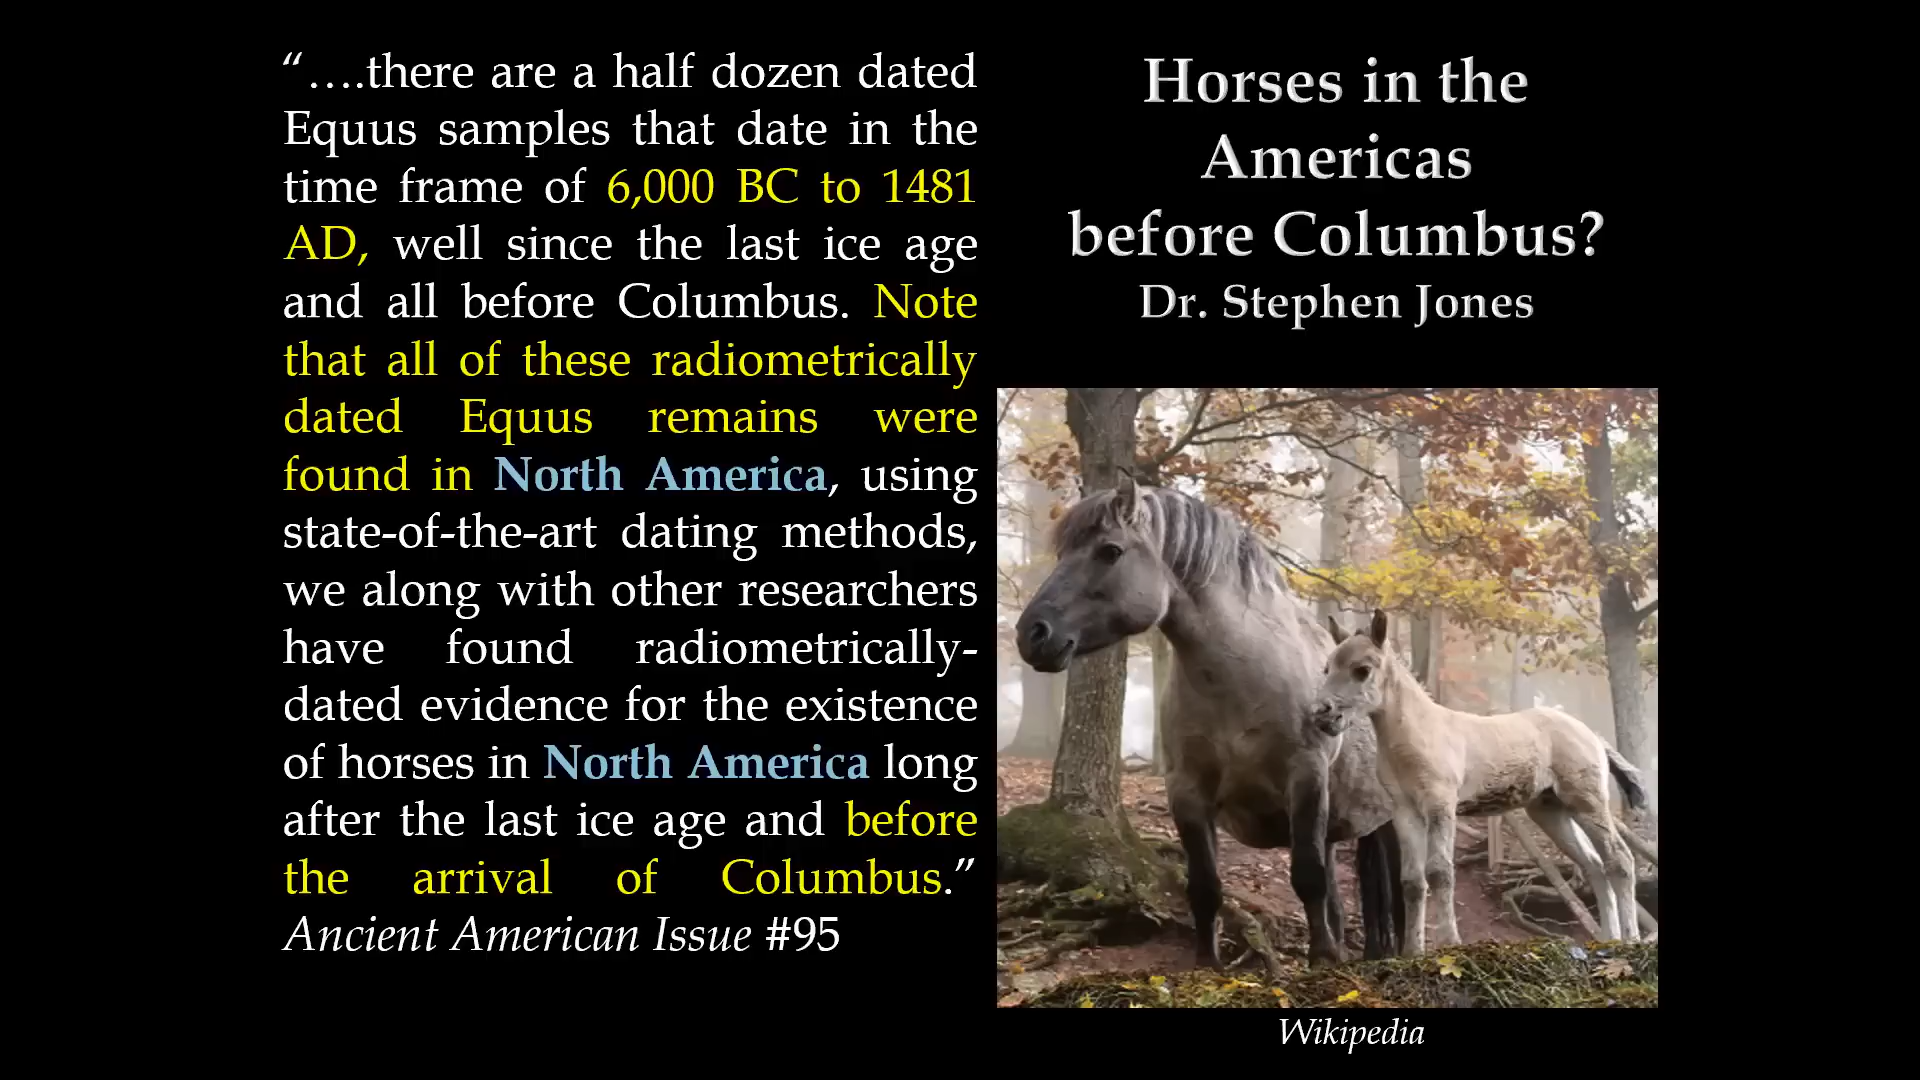 “….there are a half dozen dated
Equus samples that date in the
time frame of 6,000 BC to 1481
AD, well since the last ice age
and all before Columbus. Note
that all of these radiometrically
dated Equus remains were
found in North America, using
state-of-the-art dating methods,
we along with other researchers
have found radiometrically-
dated evidence for the existence
of horses in North America long
after the last ice age and before
the arrival of Columbus.”
Ancient American Issue #95
Horses in the
Americas
before Columbus?
Dr. Stephen Jones
Wikipedia